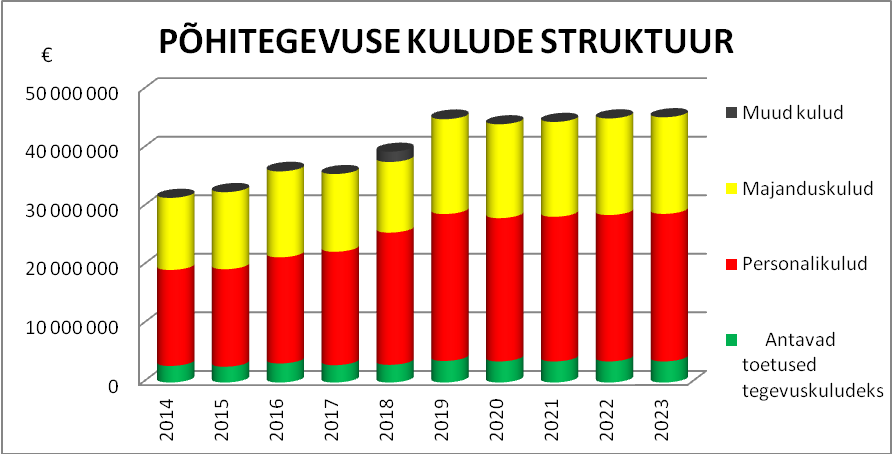 PÕHITEGEVUSE KULUDE STRUKTUUR
€
50 000 000
40 000 000
30 000 000
20 000 000
10 000 000
0
2014
2015
2016
2017
2018
2019
2020
2021
2022
2023
Muud kulud
Majanduskulud
Personalikulud
Antavad
toetused
tegevuskuludeks